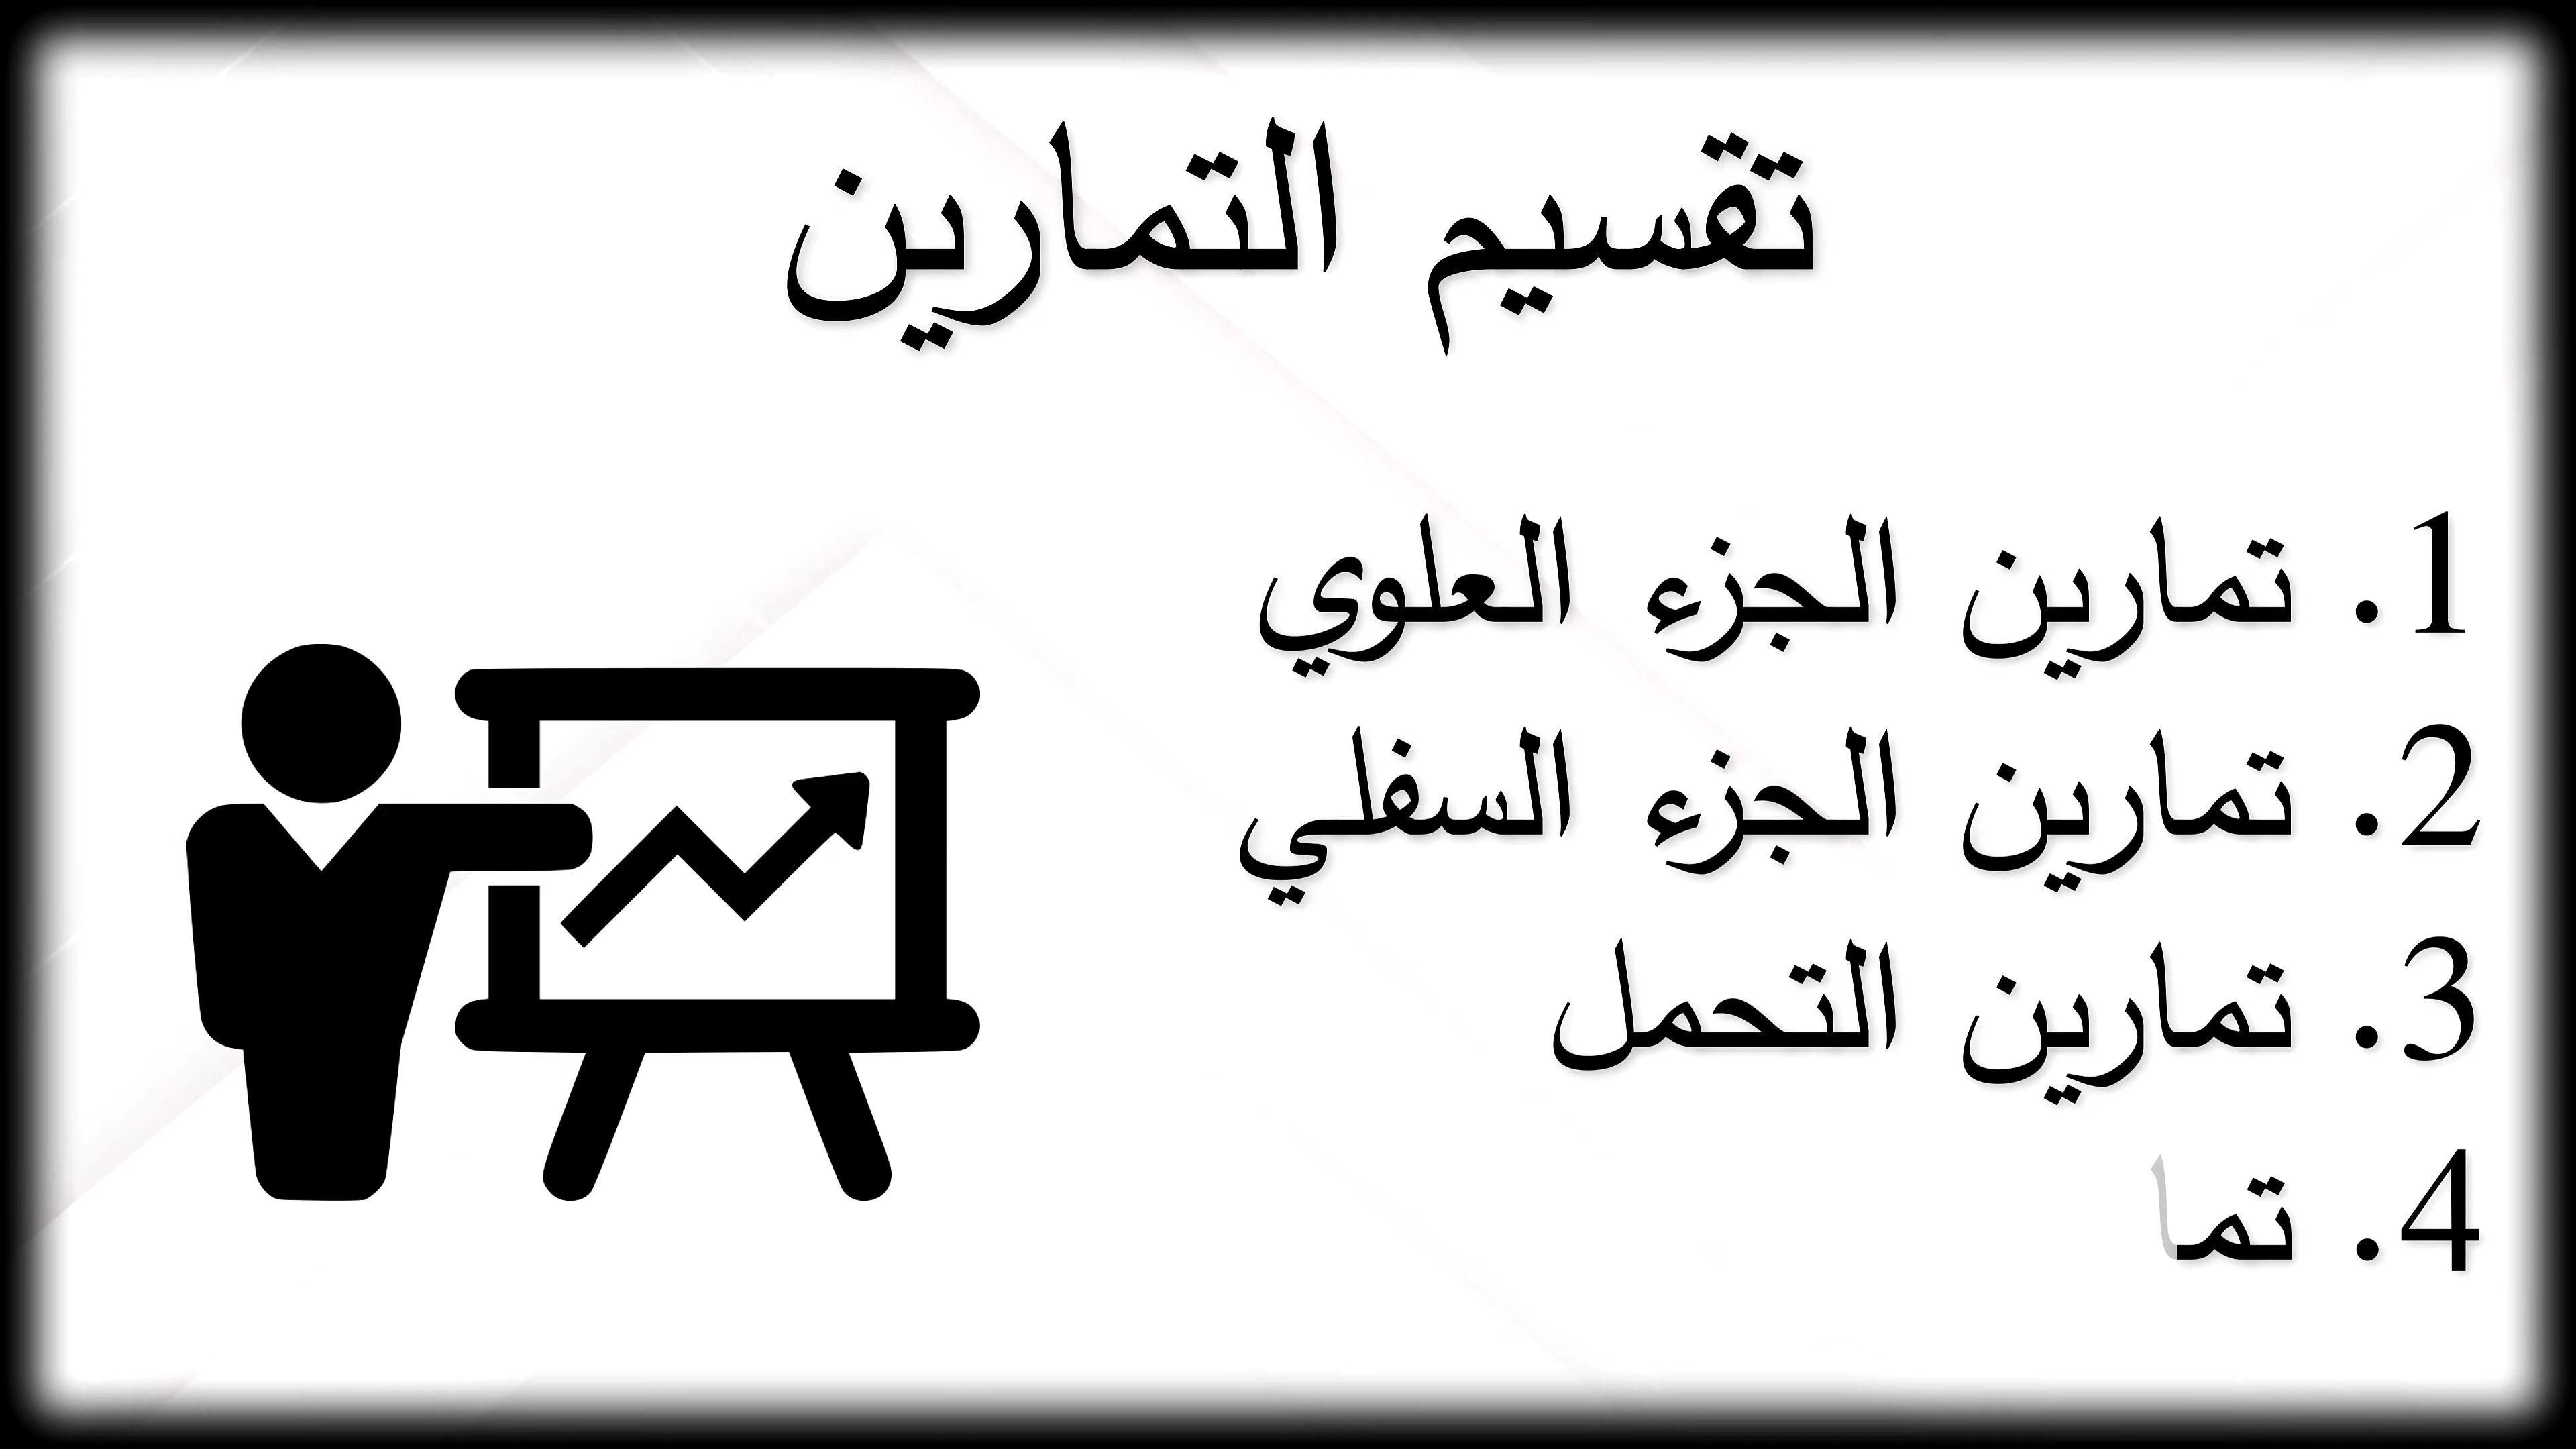 تقسيم التمارين
1. تمارين الجزء العلوي
2. تمارين الجزء السفلي
3. تمارين التحمل
4. تما